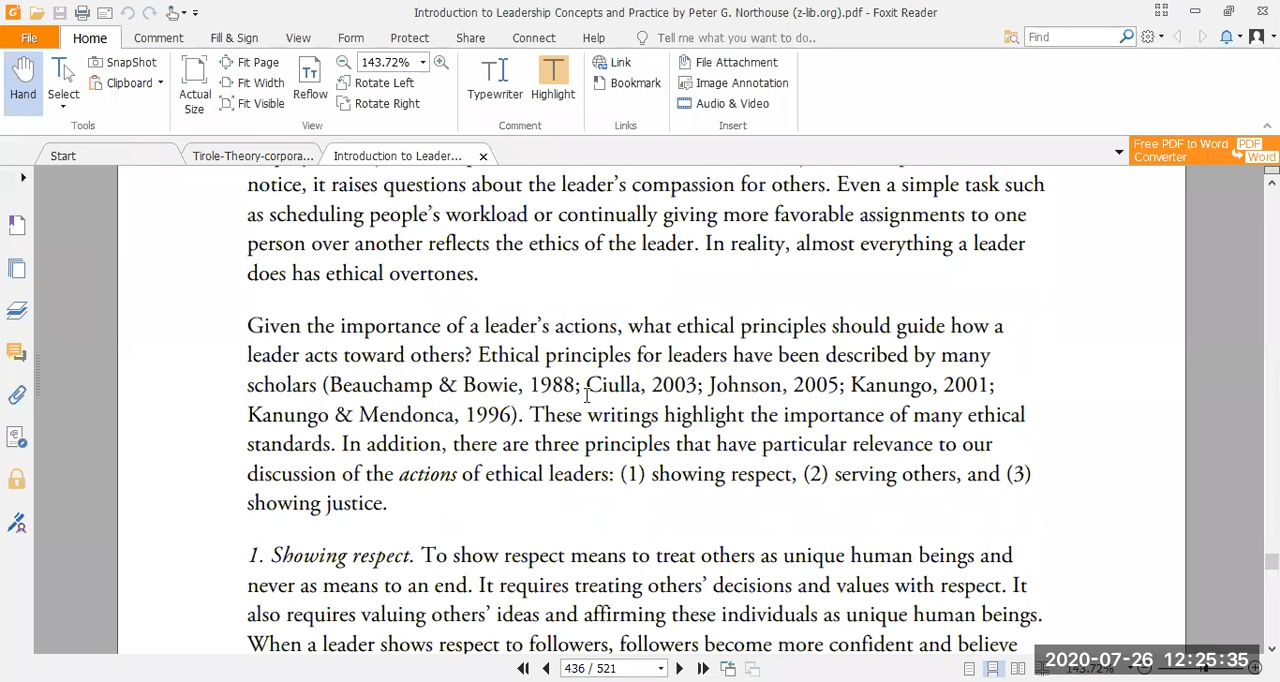 Introduction to Leadership Concepts and Practice by Peter G. Northouse (z-lib.org).pdf - Foxit Reader
File Home Comment Fill & Sign View Form Protect Share Connect Help Tell me what you want to do.. Find
Hand
Select
SnapShot
Clipboard
Tools
Actual Size
Fit Page
Fit Width
Fit Visible
Reflow
143.72%
Rotate Left
Rotate Right
View
Typewriter
Highlight
Comment
Link
Bookmark
Links
File Attachment
Image Annotation
Audio & Video
Insert
Start Tirole-Theory-corpora... Introduction to Leader...
Free PDF to Word
Converter
PDF
Word
notice, it raises questions about the leader’s compassion for others. Even a simple task such
as scheduling people’s workload or continually giving more favorable assignments to one
person over another reflects the ethics of the leader. In reality, almost everything a leader
does has ethical overtones.
Given the importance of a leader’s actions, what ethical principles should guide how a
leader acts toward others? Ethical principles for leaders have been described by many
scholars (Beauchamp & Bowie, 1988; Ciulla, 2003; Johnson, 2005; Kanungo, 2001;
Kanungo & Mendonca, 1996). These writings highlight the importance of many ethical
standards. In addition, there are three principles that have particular relevance to our
discussion of the actions of ethical leaders: (1) showing respect, (2) serving others, and (3)
showing justice.
1. Showing respect. To show respect means to treat others as unique human beings and
never as means to an end. It requires treating others’ decisions and values with respect. It
also requires valuing others’ ideas and affirming these individuals as unique human beings.
When a leader shows respect to followers, followers become more confident and believe
436 / 521
2020-07-26 12:25:35
143.72%